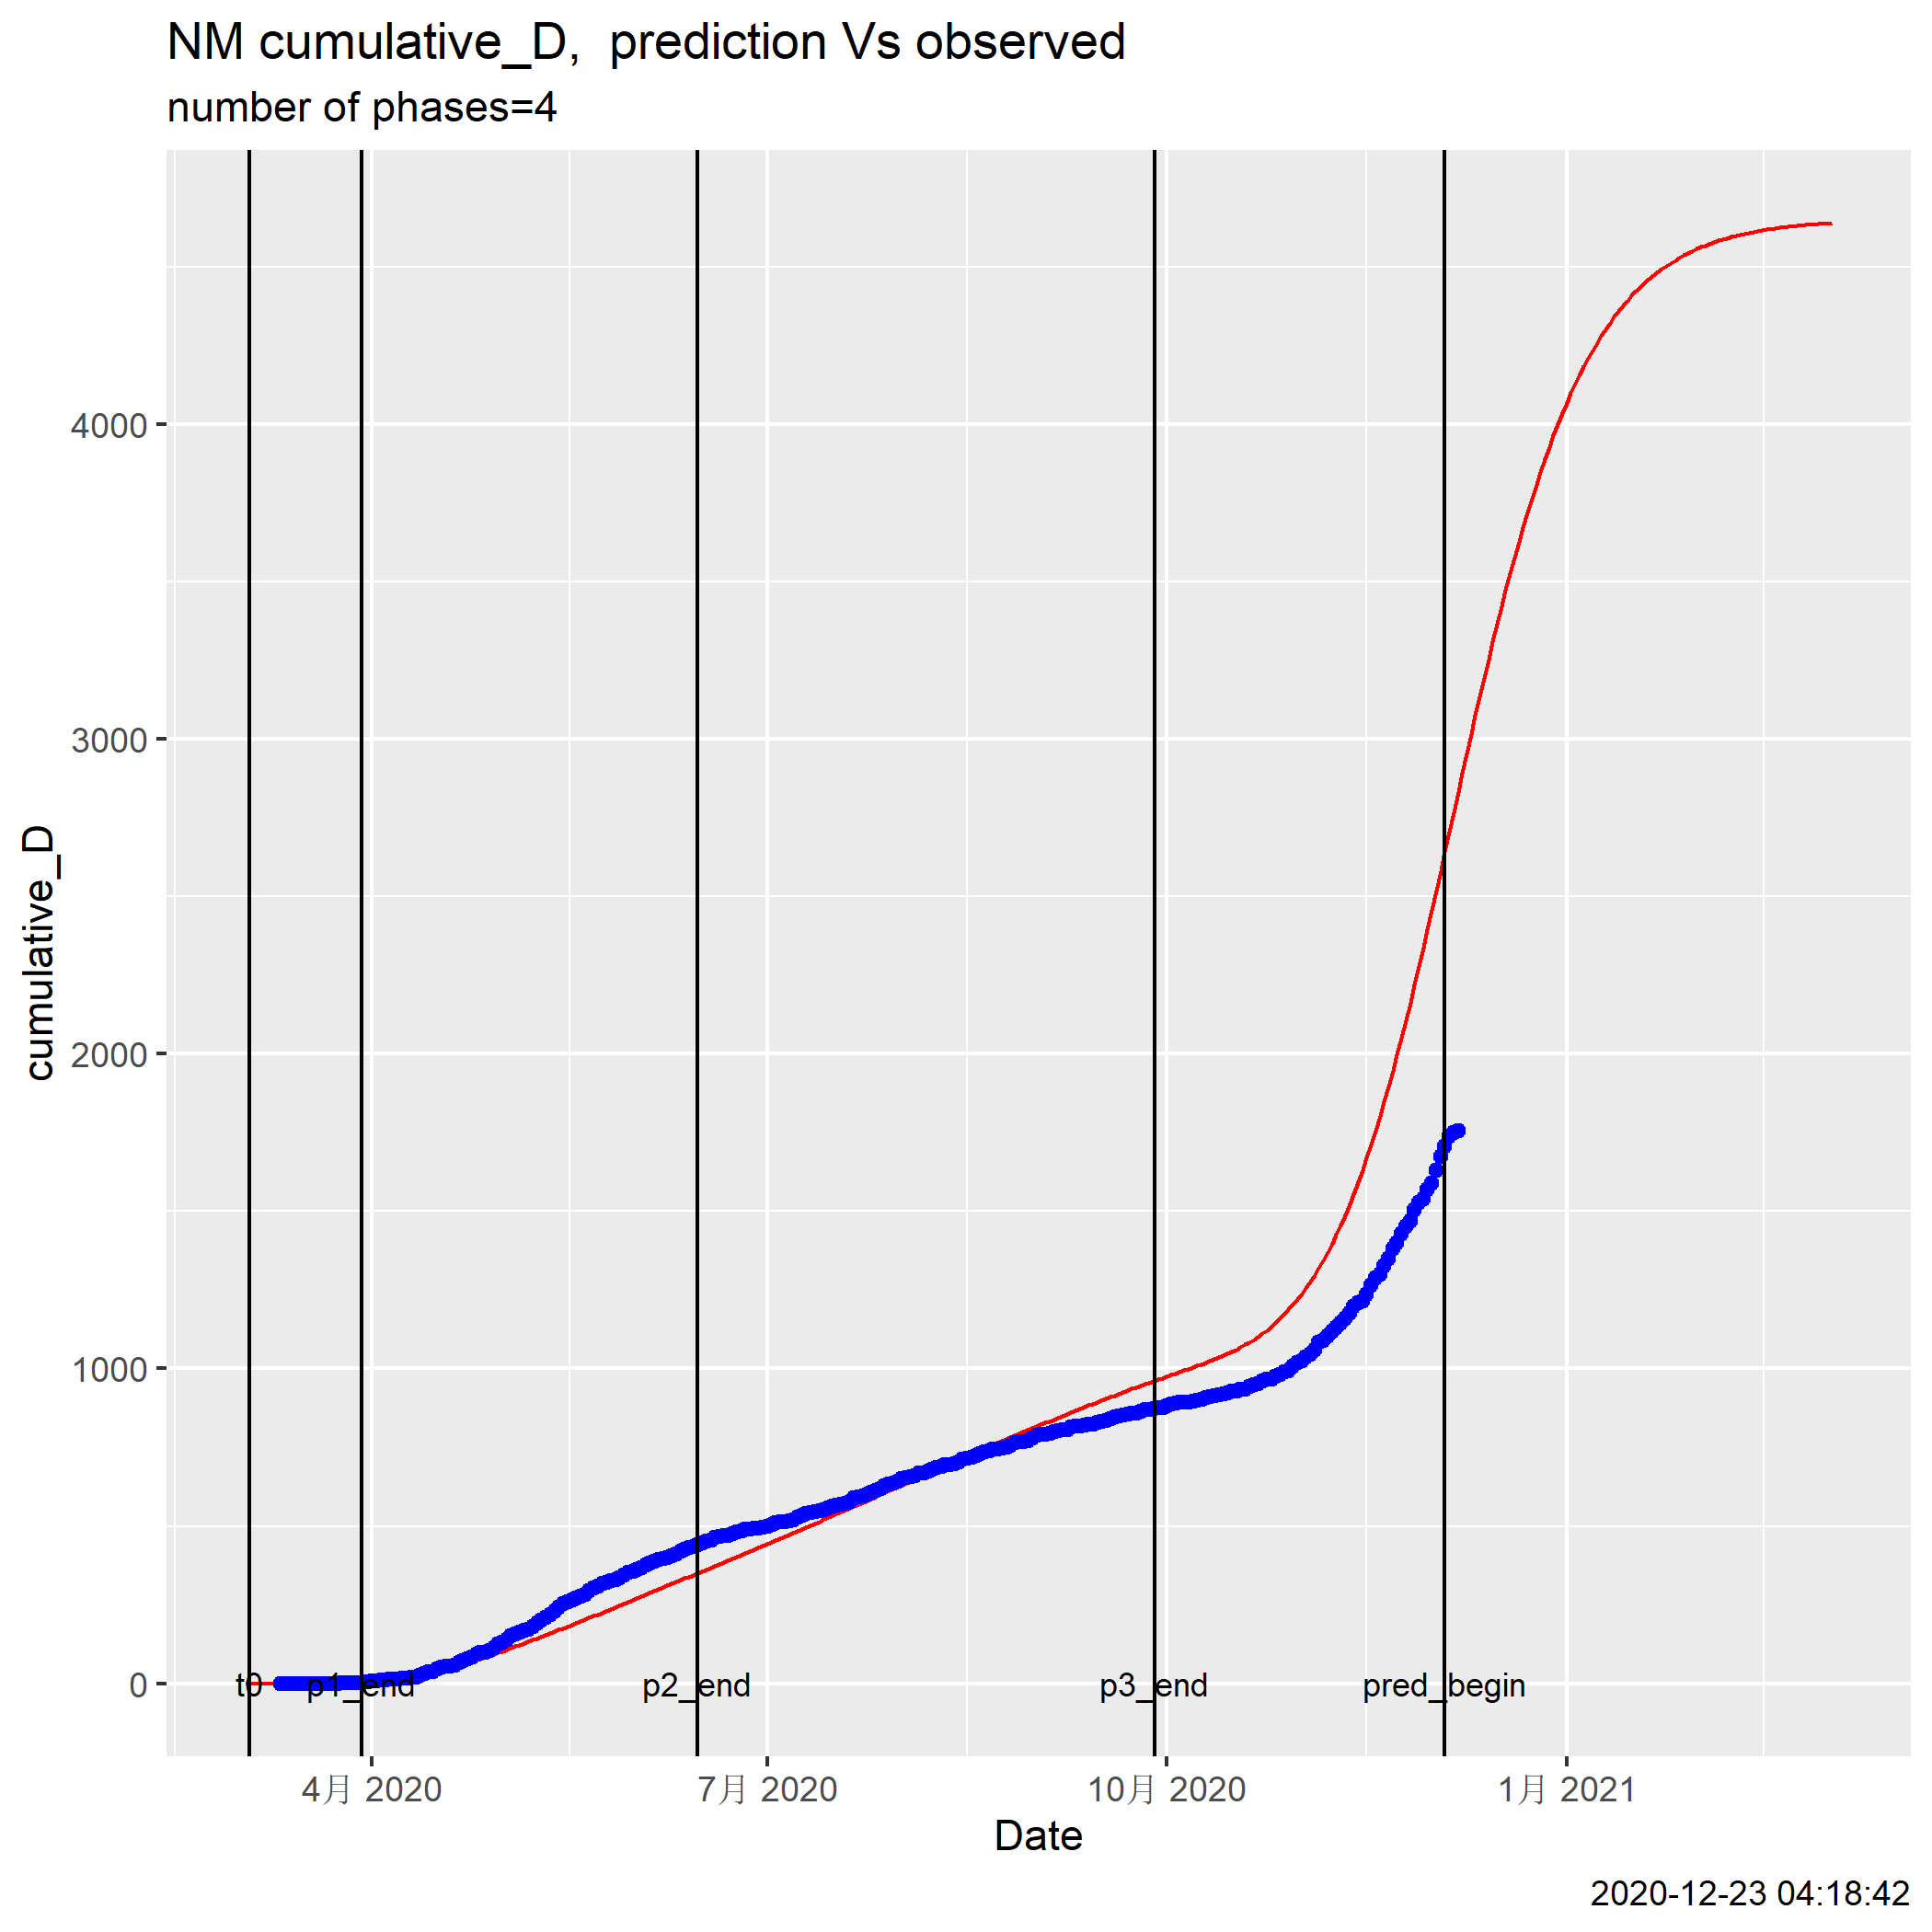 NM cumulative_D,  prediction Vs observed
number of phases=4
cumulative_D
4000
3000
2000
1000
0
t0
p1_end
p2_end
p3_end
pred_begin
4月 2020
7月 2020
10月 2020
1月 2021
Date
2020-12-23 04:18:42